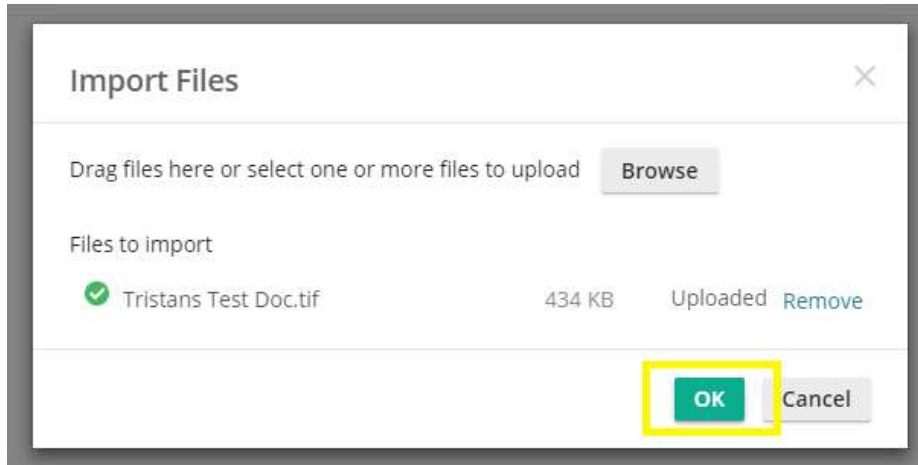 Import Files
Drag files here or select one or more files to upload Browse
Files to import
Tristans Test Doc.tif 434 KB Uploaded Remove
OK Cancel